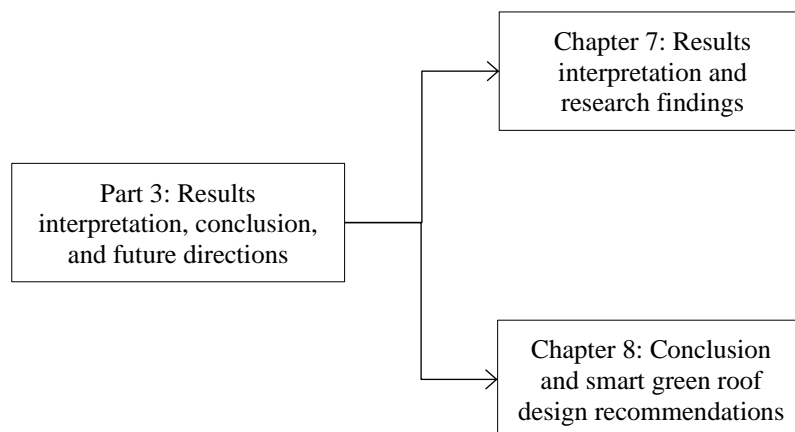 Part 3: Results
interpretation, conclusion,
and future directions
Chapter 7: Results
interpretation and
research findings
Chapter 8: Conclusion
and smart green roof
design recommendations